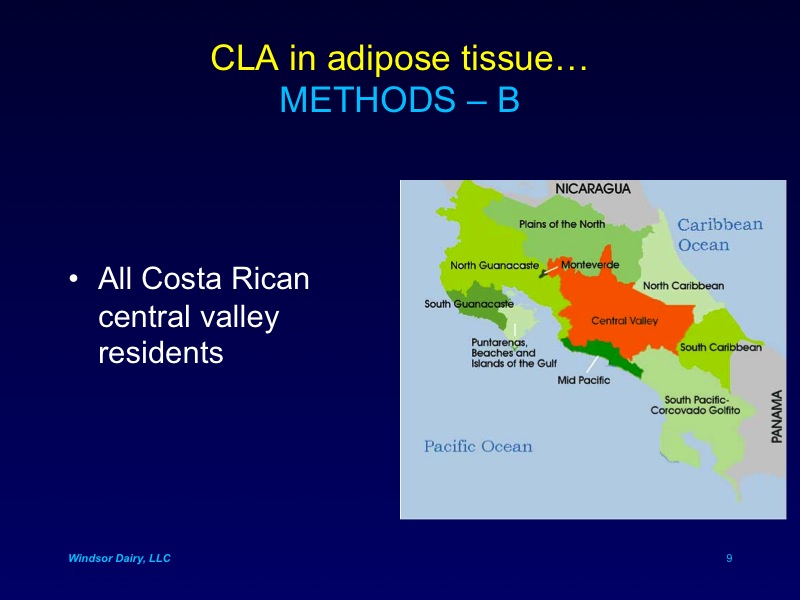 CLA in adipose tissue…
METHODS – B
• All Costa Rican
central valley
residents
NICARAGUA
Caribbean
Ocean
Plains of the North
North Guanacaste
Monteverde
North Caribbean
South Guanacaste
Central Valley
Puntarenas,
Beaches and
Islands of the Gulf
South Caribbean
Mid Pacific
South Pacific-
Corcovado Golfito
PANAMA
Pacific Ocean
Windsor Dairy, LLC
9